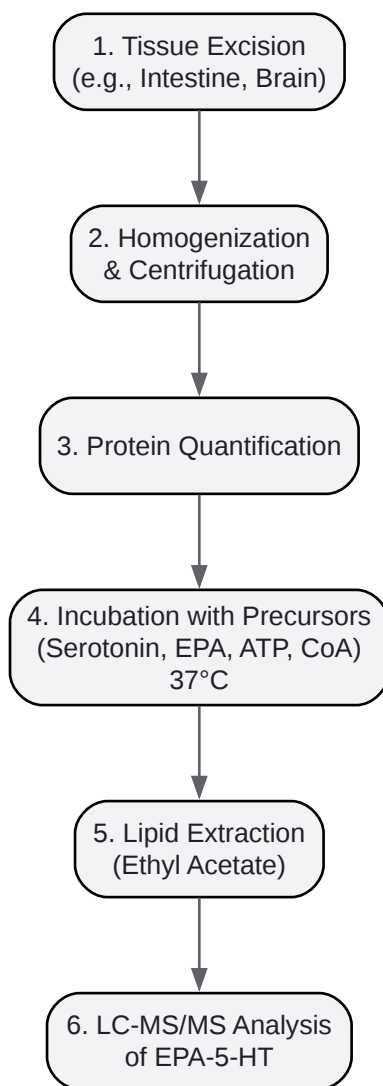 1. Tissue Excision
(e.g., Intestine, Brain)
2. Homogenization
& Centrifugation
3. Protein Quantification
4. Incubation with Precursors
(Serotonin, EPA, ATP, CoA)
37°C
5. Lipid Extraction
(Ethyl Acetate)
6. LC-MS/MS Analysis
of EPA-5-HT